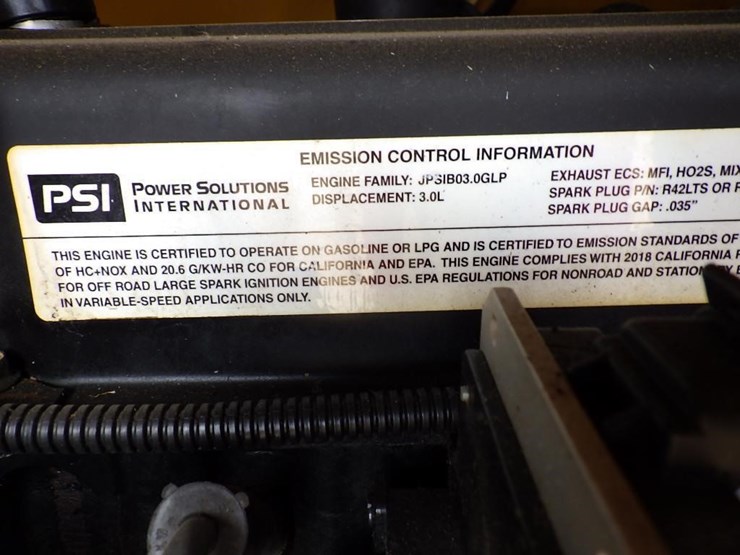 PSI
POWER SOLUTIONS
INTERNATIONAL
EMISSION CONTROL INFORMATION
ENGINE FAMILY: JPSIB03.0GLP
DISPLACEMENT: 3.0L
EXHAUST ECS: MFI, HO2S, MIX
SPARK PLUG P/N: R42LTS OR
SPARK PLUG GAP: .035"
THIS ENGINE IS CERTIFIED TO OPERATE ON GASOLINE OR LPG AND IS CERTIFIED TO EMISSION STANDARDS OF
OF HC+NOX AND 20.6 G/KW-HR CO FOR CALIFORNIA AND EPA. THIS ENGINE COMPLIES WITH 2018 CALIFORNIA
FOR OFF ROAD LARGE SPARK IGNITION ENGINES AND U.S. EPA REGULATIONS FOR NONROAD AND
IN VARIABLE-SPEED APPLICATIONS ONLY.